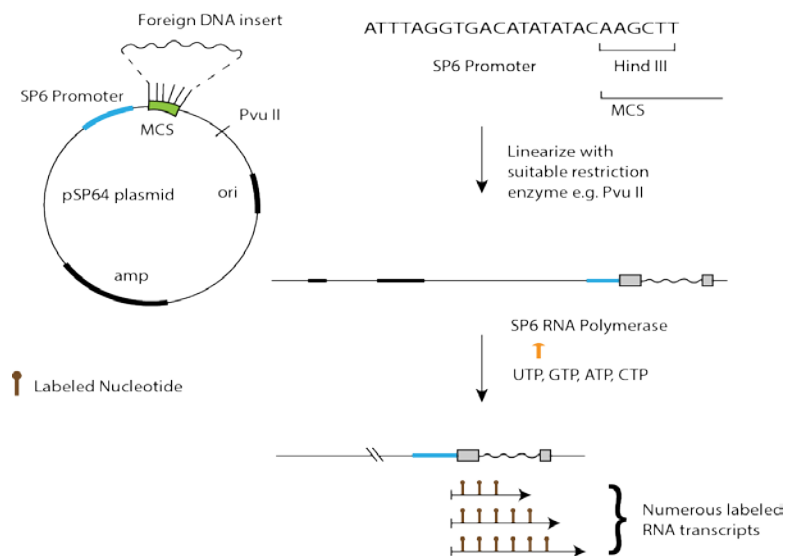 Foreign DNA insert
ATTTAGGTGACATATATACAAGCTT
SP6 Promoter
Hind III
SP6 Promoter
MCS
MCS
Pvu II
Linearize with
suitable restriction
enzyme e.g. Pvu II
pSP64 plasmid
ori
amp
SP6 RNA Polymerase
UTP, GTP, ATP, CTP
Labeled Nucleotide
Numerous labeled
RNA transcripts